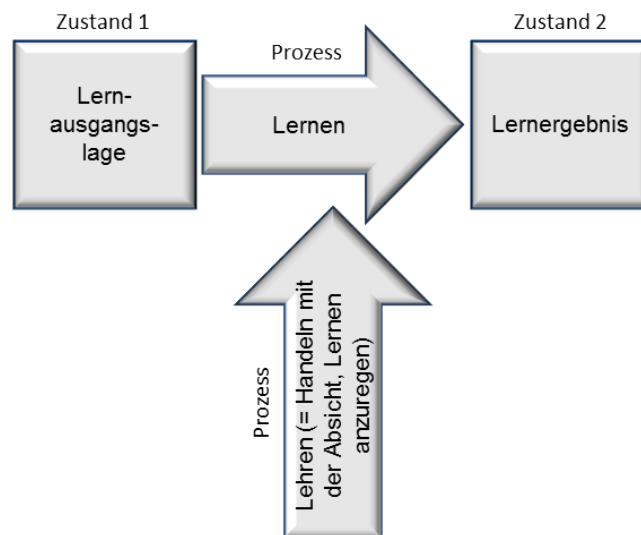 Zustand 1
Zustand 2
Prozess
Lern-
ausgangs-
lage
Lernen
Lernergebnis
Prozess
Lehren (= Handeln mit
der Absicht, Lernen
anzuregen)